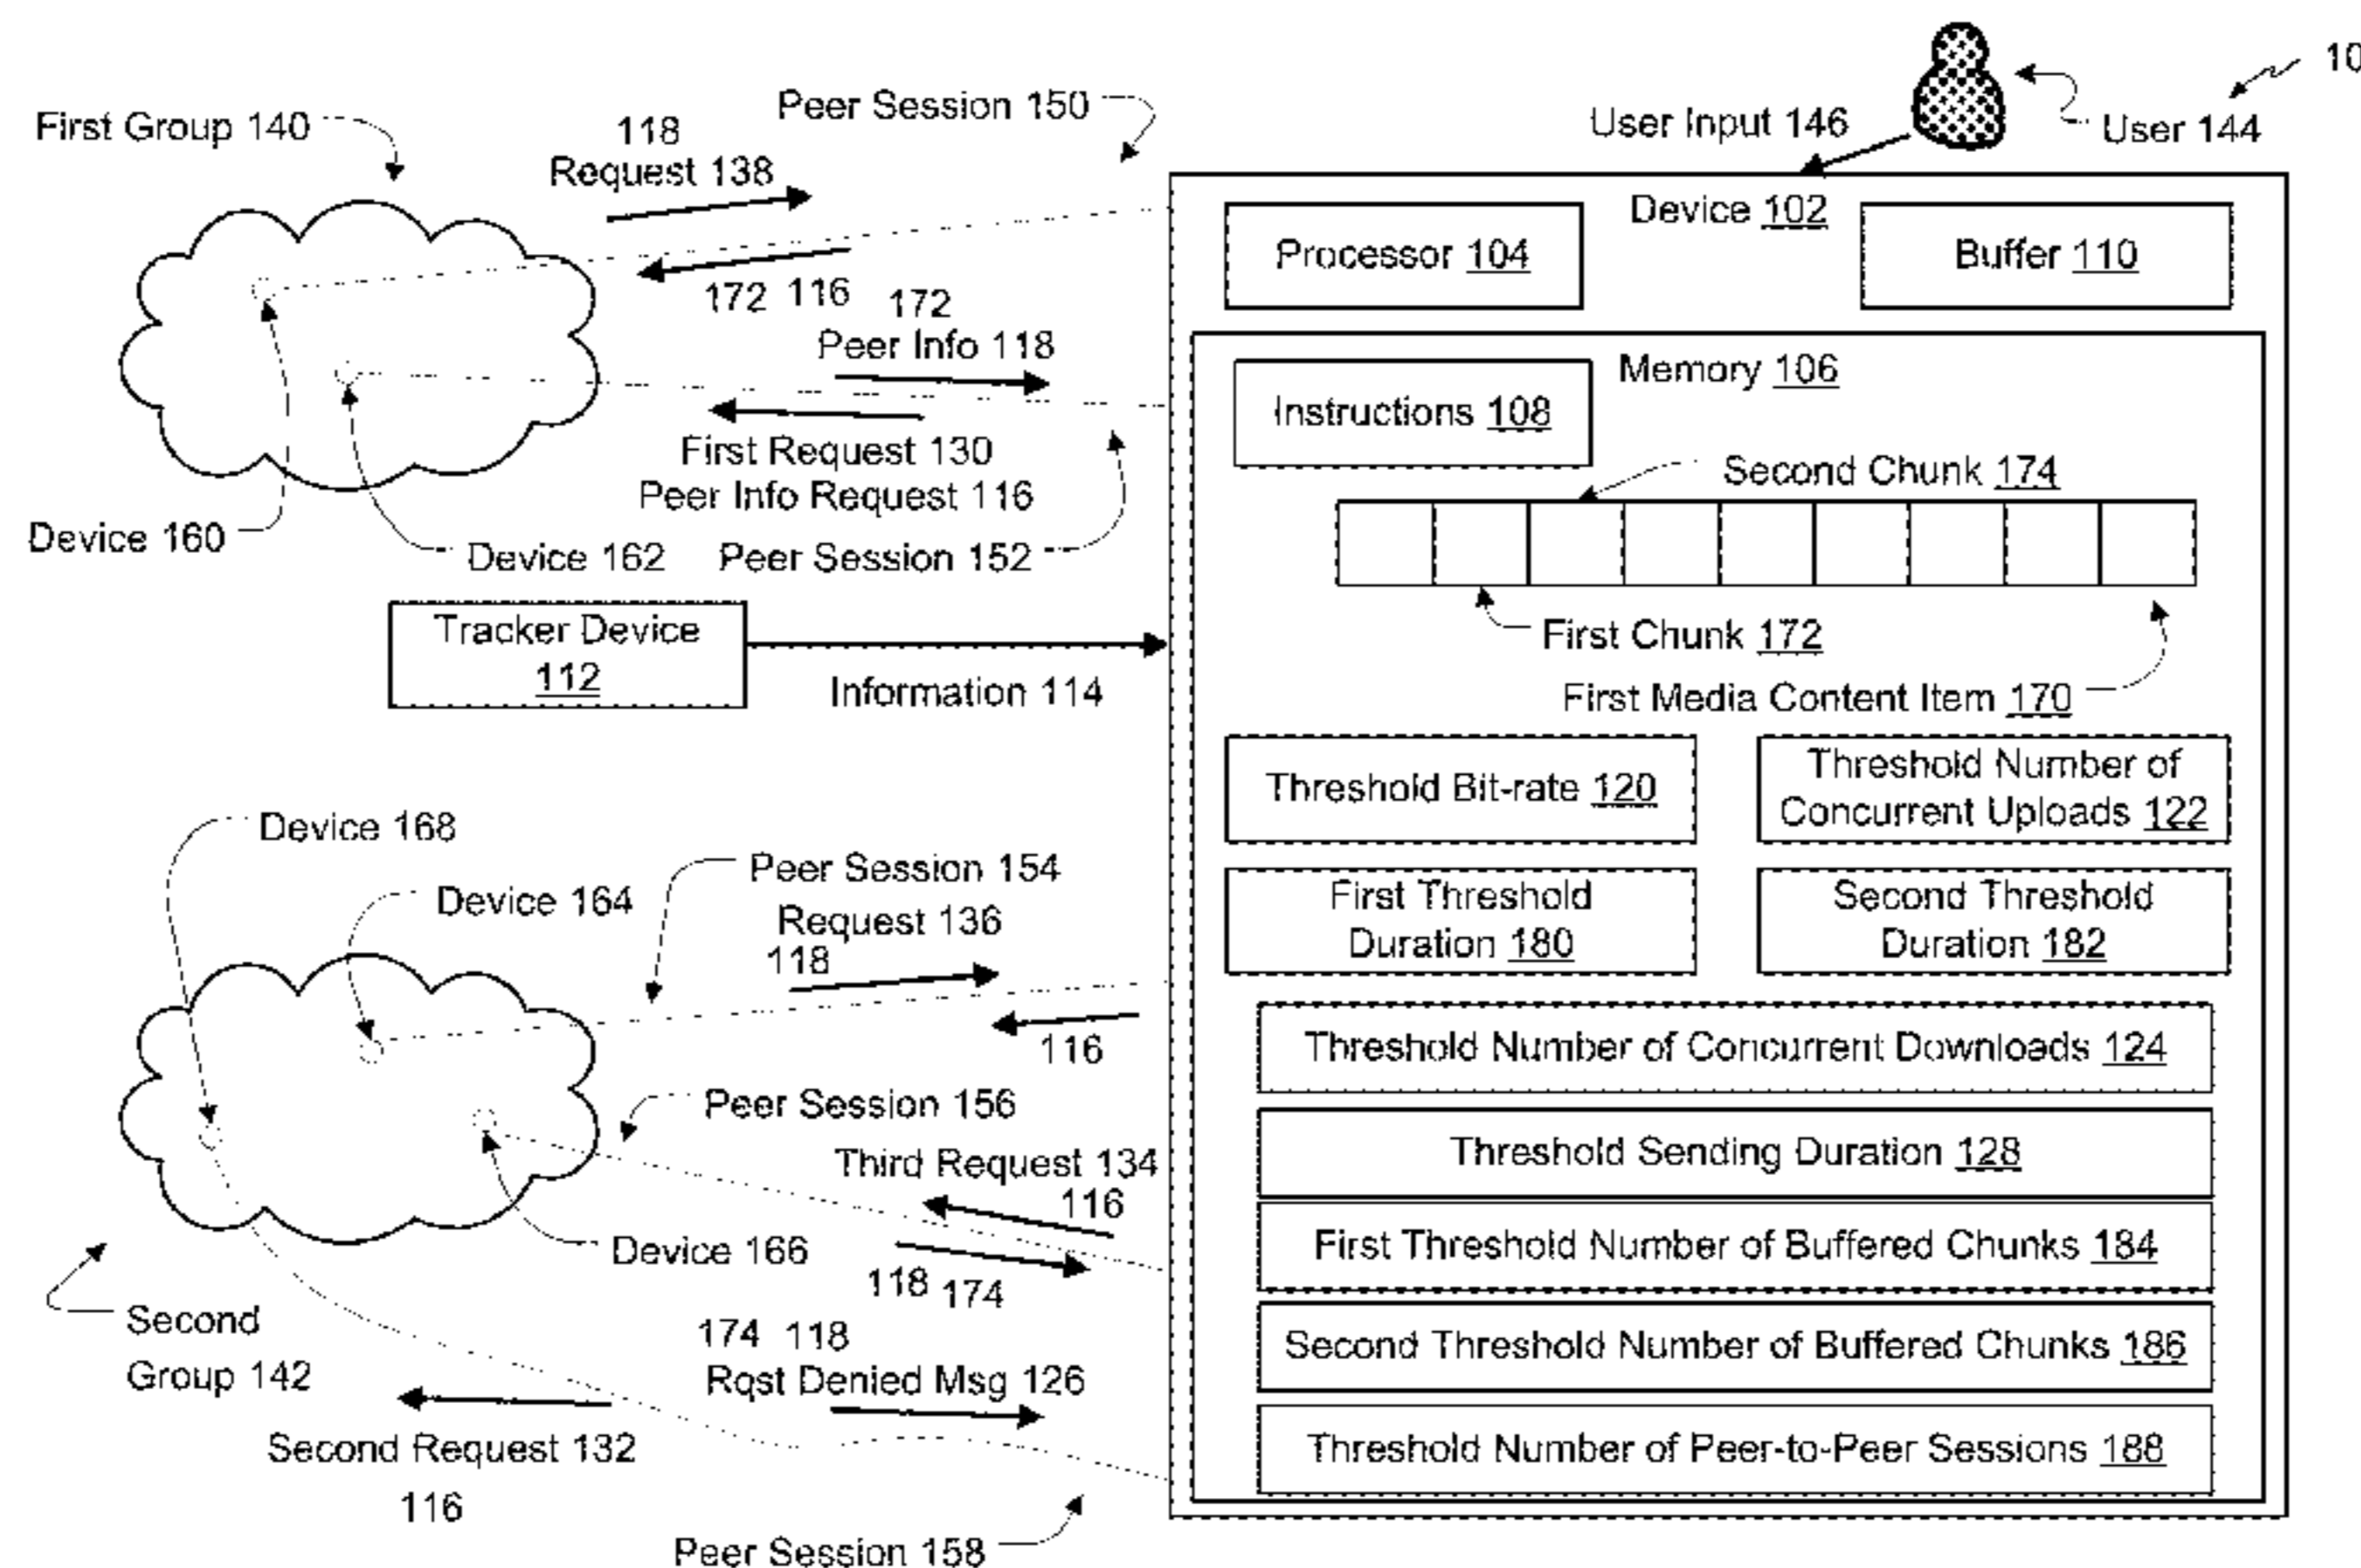 10
Peer Session 150
User Input 146
User 144
First Group 140
118
Request 138
Device 102
Processor 104
Buffer 110
172 116
172
Peer Info 118
Memory 106
Instructions 108
First Request 130
Peer Info Request 116
Second Chunk 174
Device 160
Device 162
Peer Session 152
Tracker Device
112
First Chunk 172
Information 114
First Media Content Item 170
Threshold Bit-rate 120
Threshold Number of
Concurrent Uploads 122
Device 168
Peer Session 154
Device 164
Request 136
118
First Threshold
Duration 180
Second Threshold
Duration 182
116
Threshold Number of Concurrent Downloads 124
Peer Session 156
Third Request 134
116
Threshold Sending Duration 128
Device 166
118 174
First Threshold Number of Buffered Chunks 184
Second
Group 142
174 118
Rqst Denied Msg 126
Second Threshold Number of Buffered Chunks 186
Second Request 132
116
Threshold Number of Peer-to-Peer Sessions 188
Peer Session 158